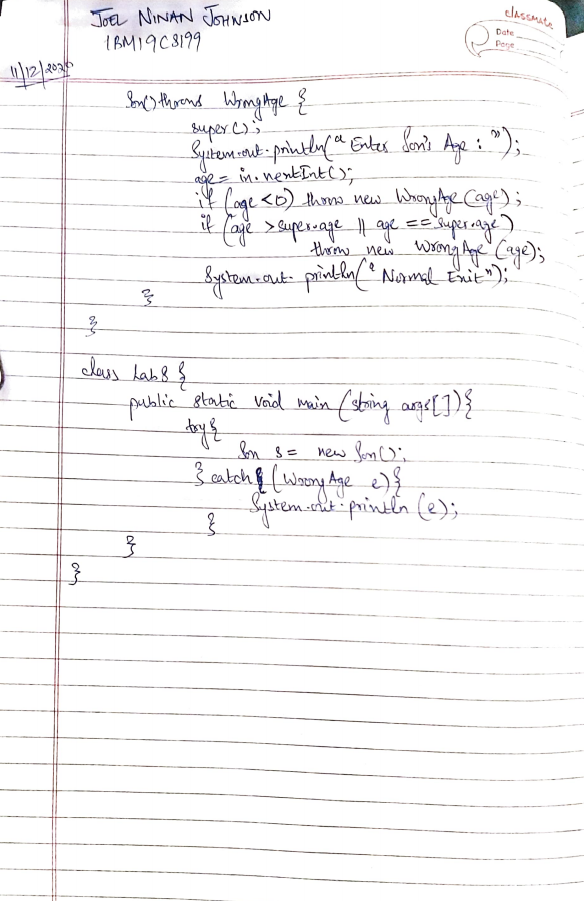 JOEL NINAN JOHNSON
1BM19CS199
classmate
Date
Page
11/12/2020
Son() throws WrongAge {
super();
System.out.println("Enter Son's Age : ");
age = in.nextInt();
if (age <0) throw new WrongAge (age);
if (age > super.age || age == super.age)
throw new WrongAge (age);
System.out.println("Normal Exit");
}
}
class Lab8 {
public static void main (string args[]) {
try {
Son s = new Son();
} catch (WrongAge e) {
System.out.println (e);
}
}
}